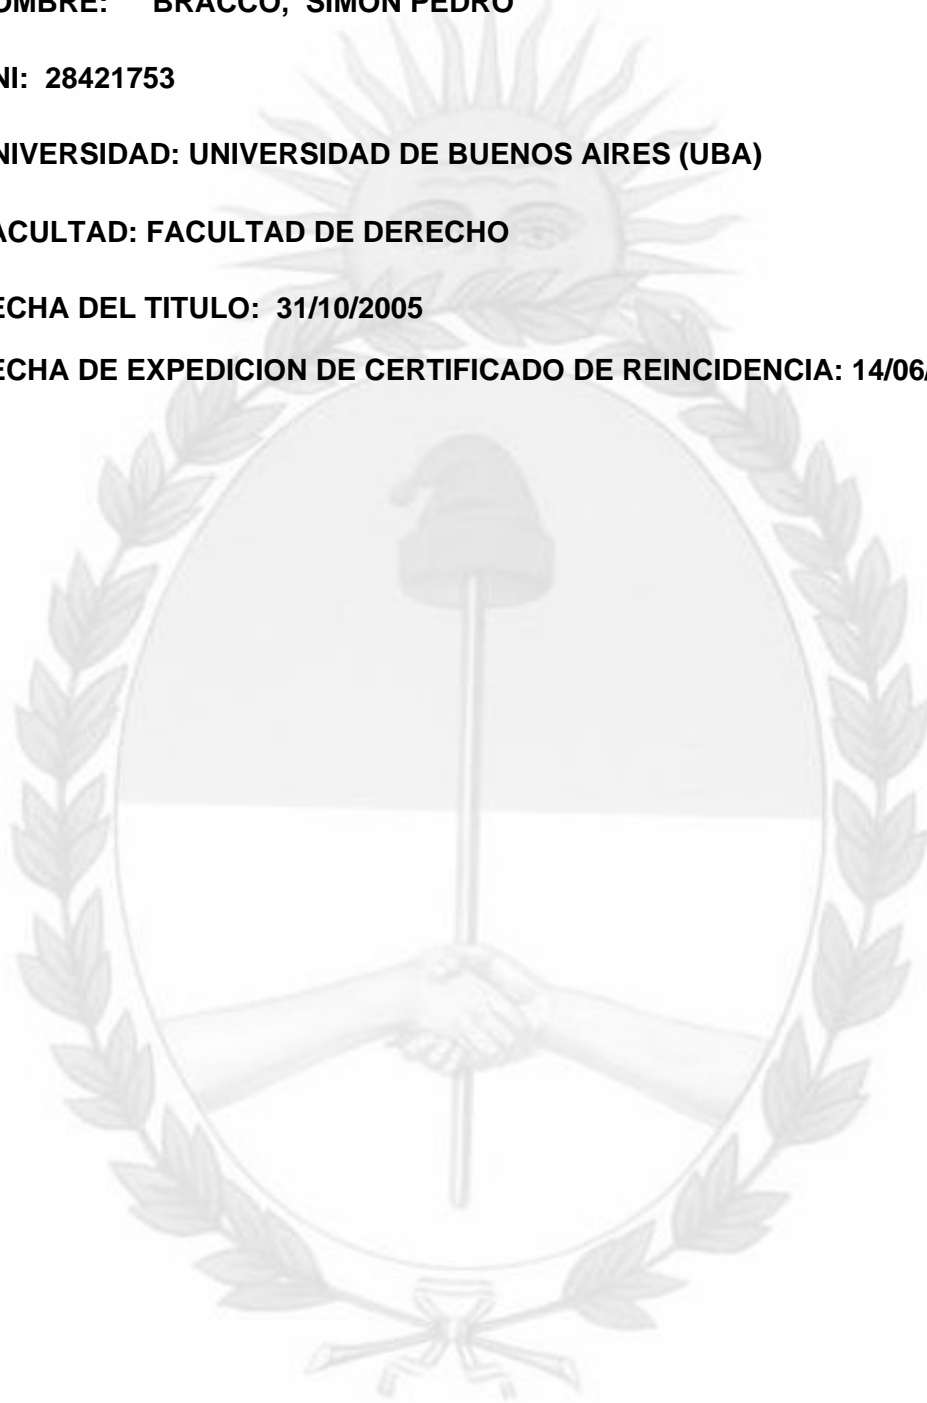 OMBRE: BRACCO, SIMON PEDRO
NI: 28421753
NIVERSIDAD: UNIVERSIDAD DE BUENOS AIRES (UBA)
ACULTAD: FACULTAD DE DERECHO
ECHA DEL TITULO: 31/10/2005
ECHA DE EXPEDICION DE CERTIFICADO DE REINCIDENCIA: 14/06/